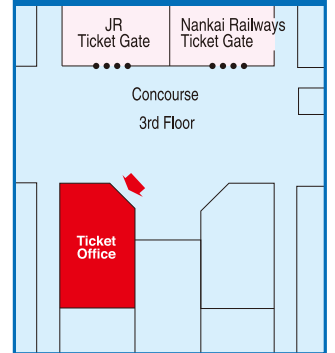 JR
Ticket Gate
Nankai Railways
Ticket Gate
Concourse
3rd Floor
Ticket
Office